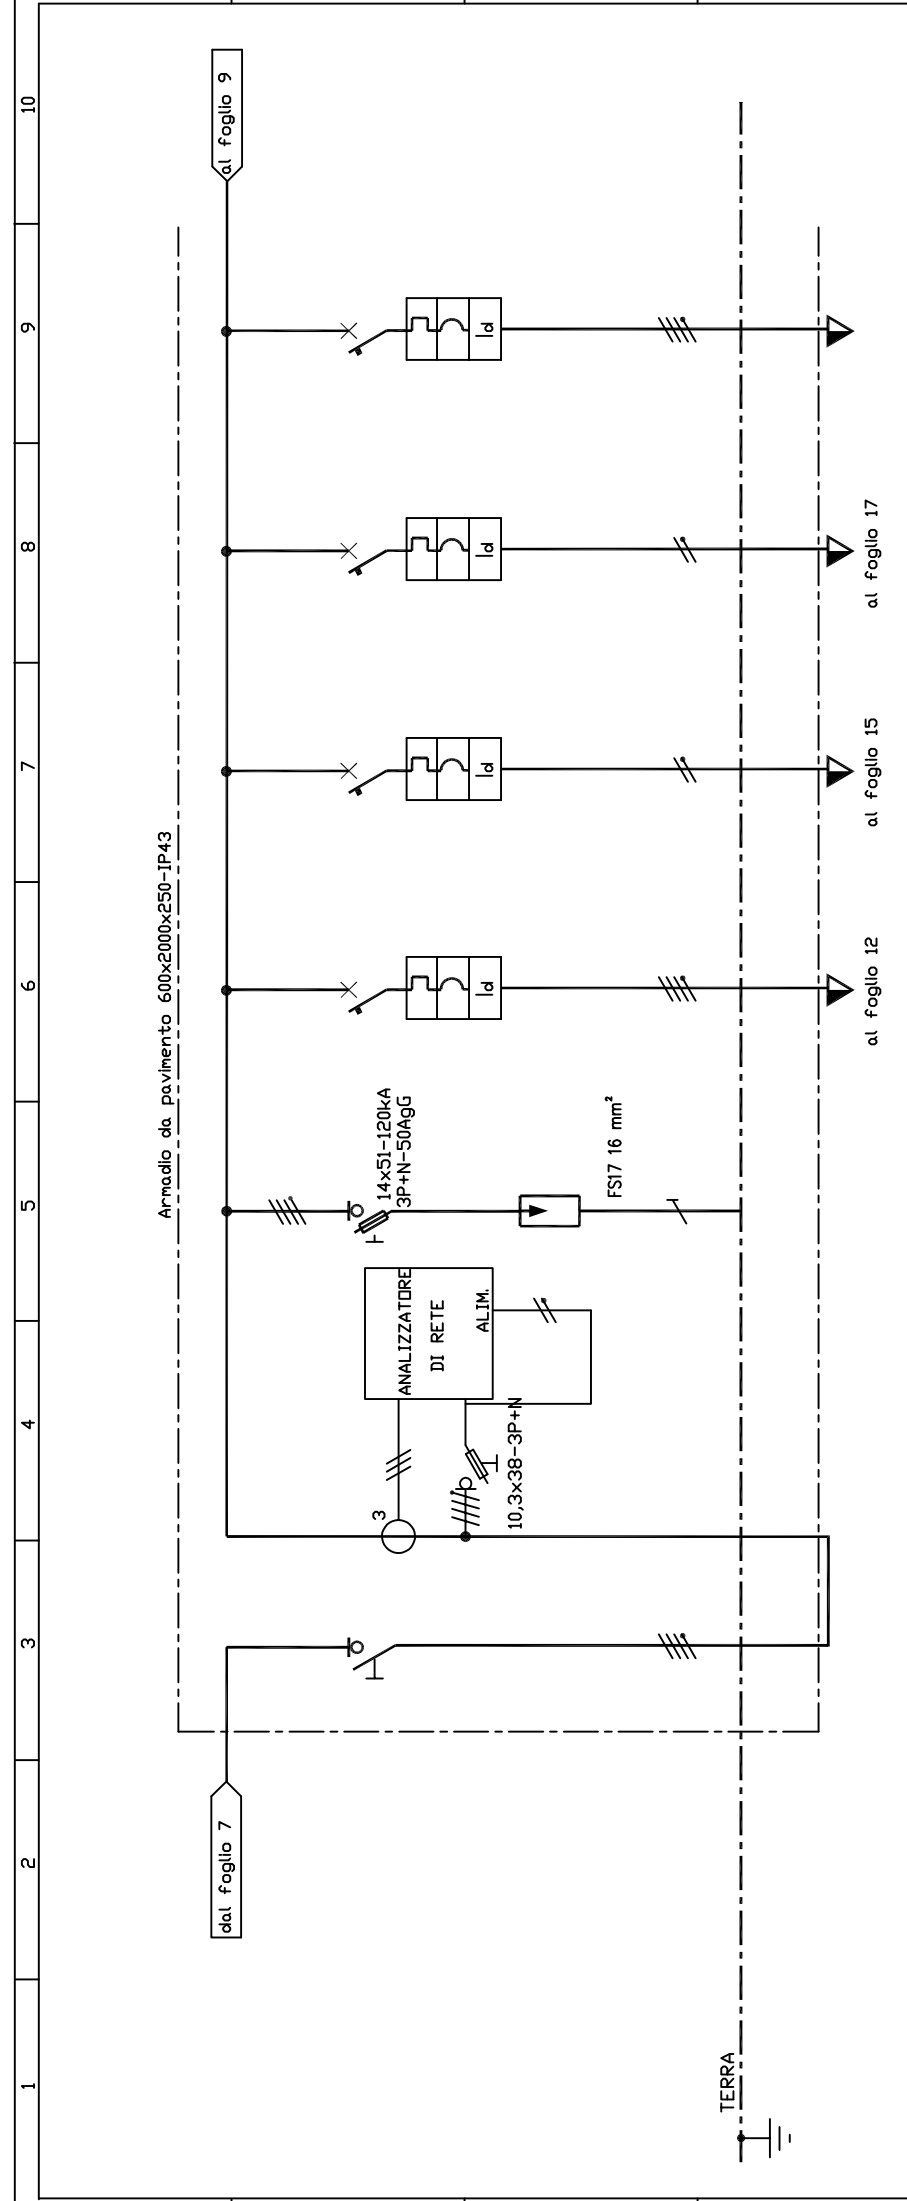 1
2
3
4
5
6
7
8
9
10
dal foglio 7
al foglio 9
Armadio da pavimento 600x2000x250-IP43
3
ANALIZZATORE
DI RETE
ALIM.
10,3x38-3P+N
14x51-120kA
3P+N-50AgG
FS17 16 mm²
Id
Id
Id
Id
al foglio 12
al foglio 15
al foglio 17
TERRA